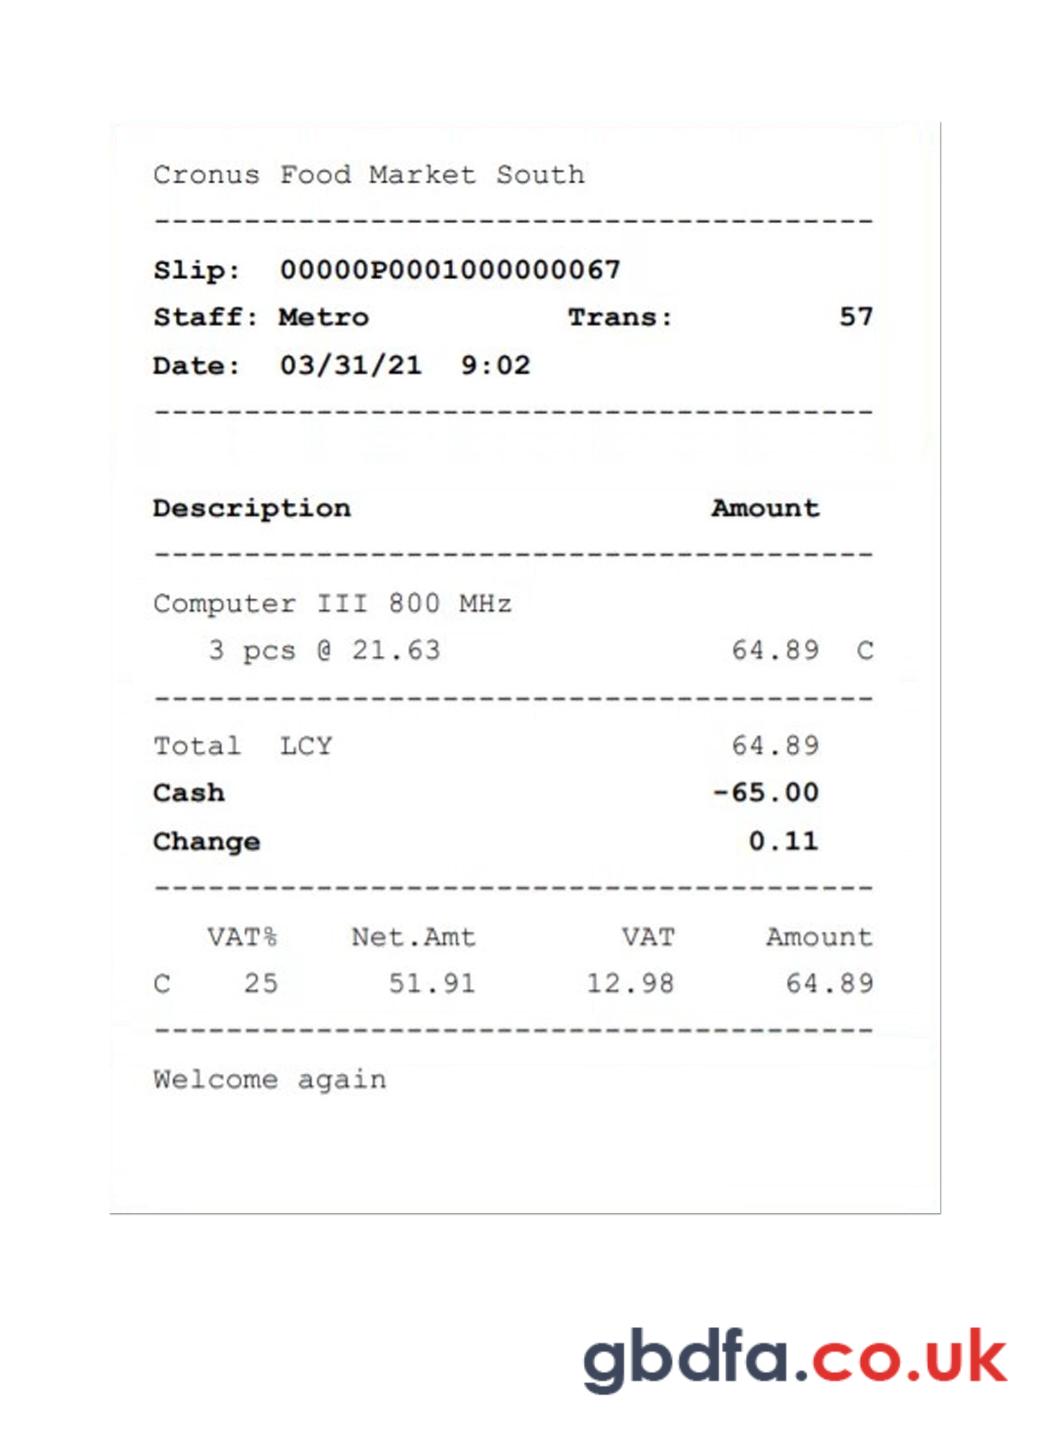 Cronus Food Market South
----------------------------------------
Slip: 00000P0001000000067
Staff: Metro Trans: 57
Date: 03/31/21 9:02
----------------------------------------
Description Amount
----------------------------------------
Computer III 800 MHz
3 pcs @ 21.63 64.89 C
----------------------------------------
Total LCY 64.89
Cash -65.00
Change 0.11
----------------------------------------
VAT% Net.Amt VAT Amount
C 25 51.91 12.98 64.89
----------------------------------------
Welcome again
gbdfa.co.uk